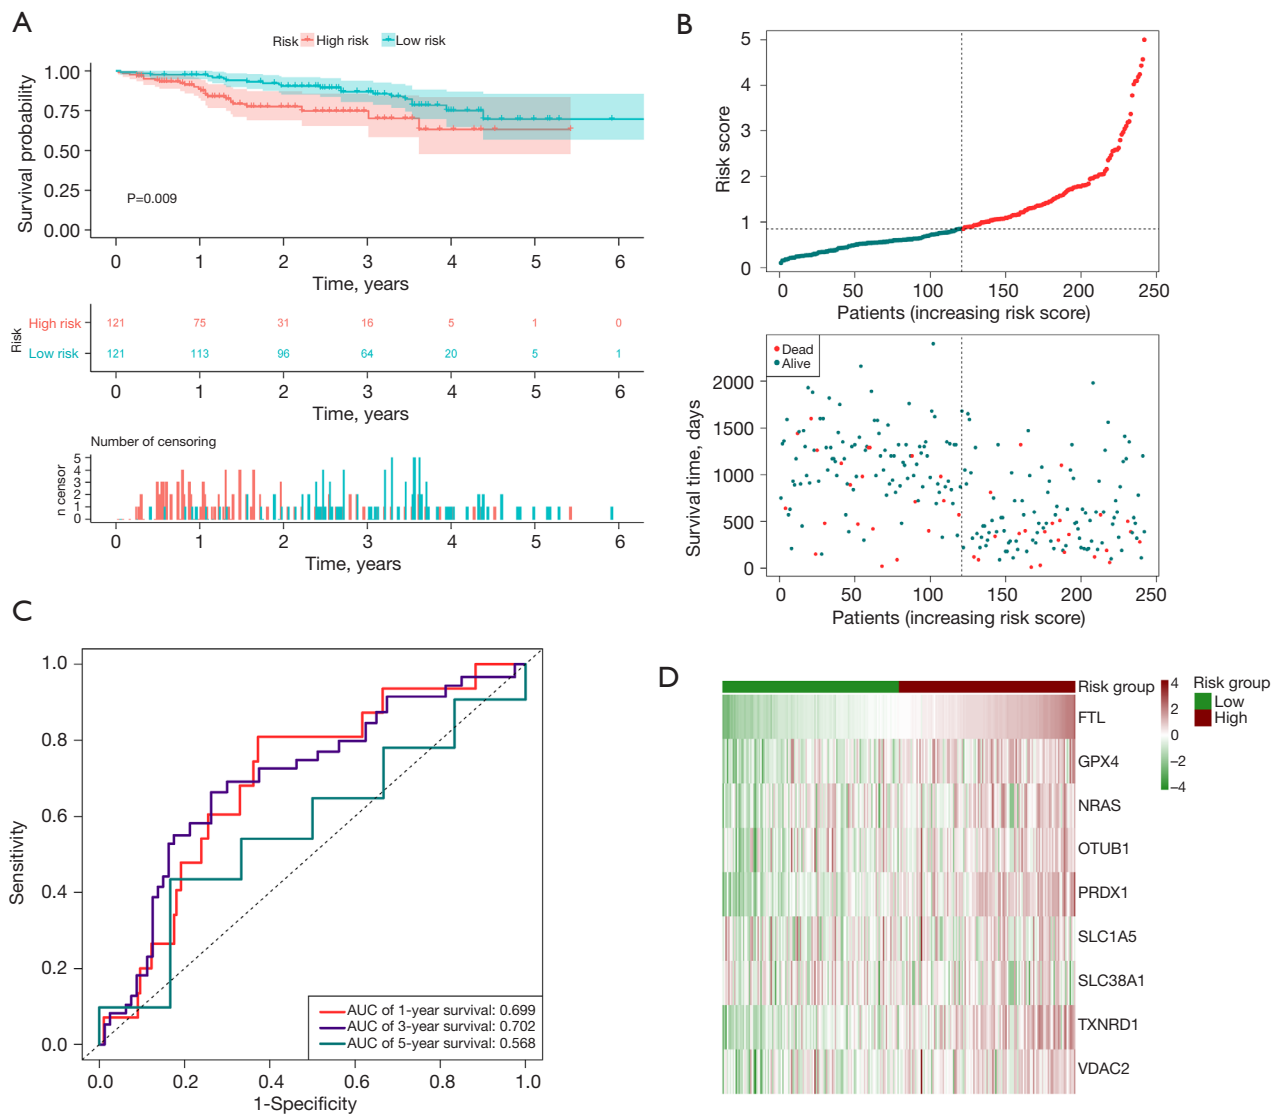 A
Risk High risk Low risk
Survival probability
1.00
0.75
0.50
0.25
0.00
P=0.009
0 1 2 3 4 5 6
Time, years
Risk
High risk 121 75 31 16 5 1 0
Low risk 121 113 96 64 20 5 1
0 1 2 3 4 5 6
Time, years
Number of censoring
n censor
5
4
3
2
1
0
0 1 2 3 4 5 6
Time, years
B
Risk score
5
4
3
2
1
0
0 50 100 150 200 250
Patients (increasing risk score)
Dead
Alive
Survival time, days
2000
1500
1000
500
0
0 50 100 150 200 250
Patients (increasing risk score)
C
Sensitivity
1.0
0.8
0.6
0.4
0.2
0.0
AUC of 1-year survival: 0.699
AUC of 3-year survival: 0.702
AUC of 5-year survival: 0.568
0.0 0.2 0.4 0.6 0.8 1.0
1-Specificity
D
Risk group
FTL
GPX4
NRAS
OTUB1
PRDX1
SLC1A5
SLC38A1
TXNRD1
VDAC2
4
2
0
−2
−4
Risk group
Low
High